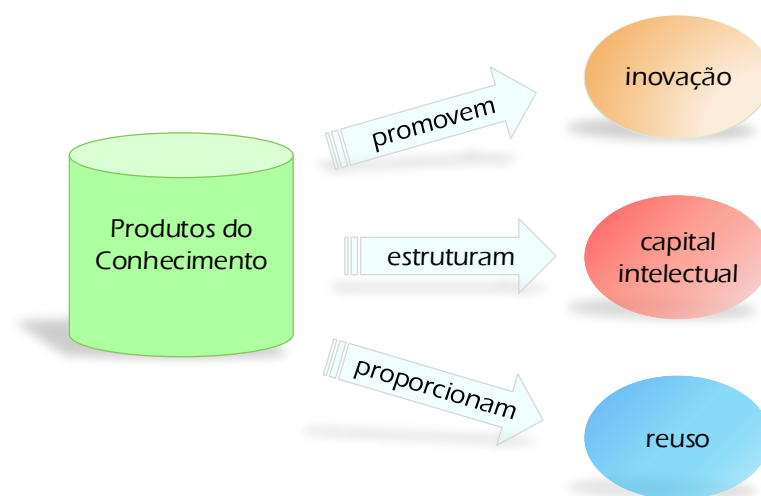 Produtos do
Conhecimento
promovem
inovação
estruturam
capital
intelectual
proporcionam
reuso